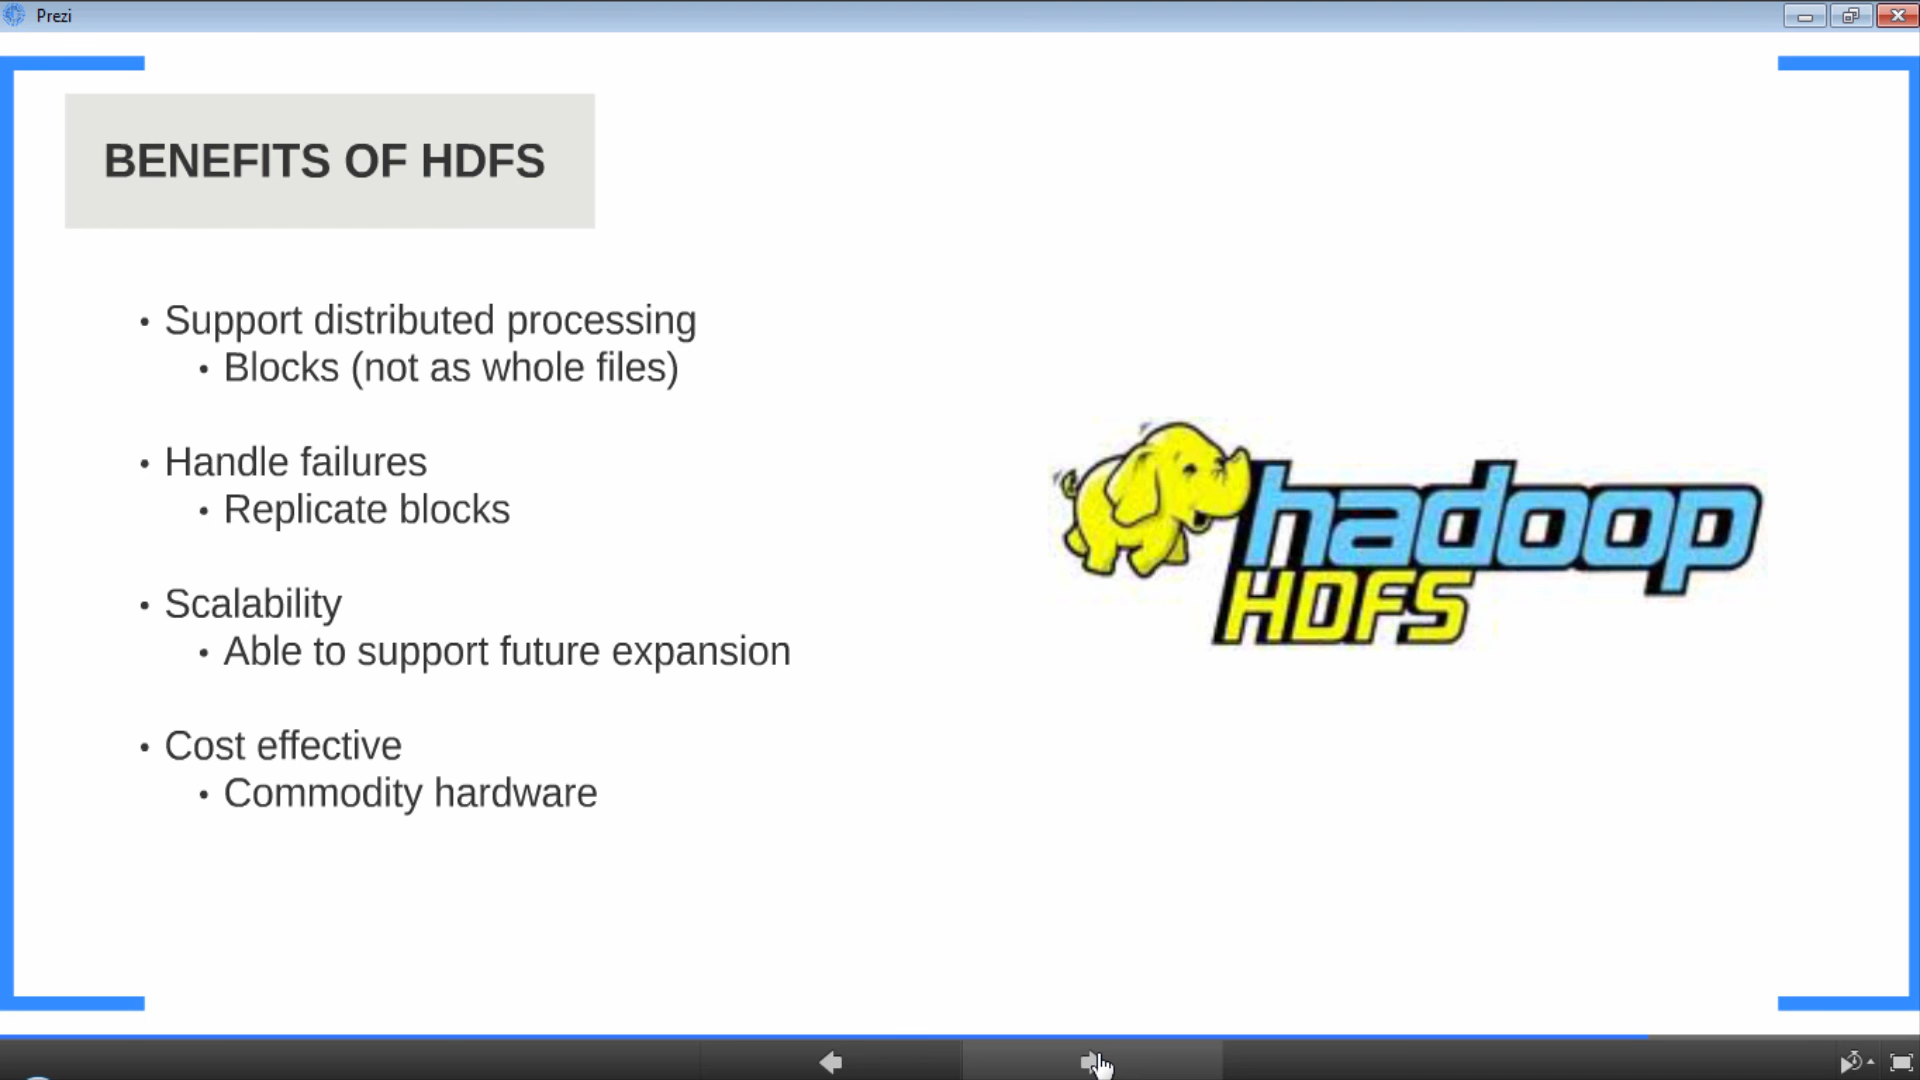 Prezi
BENEFITS OF HDFS
• Support distributed processing
• Blocks (not as whole files)
• Handle failures
• Replicate blocks
• Scalability
• Able to support future expansion
• Cost effective
• Commodity hardware
hadoop
HDFS